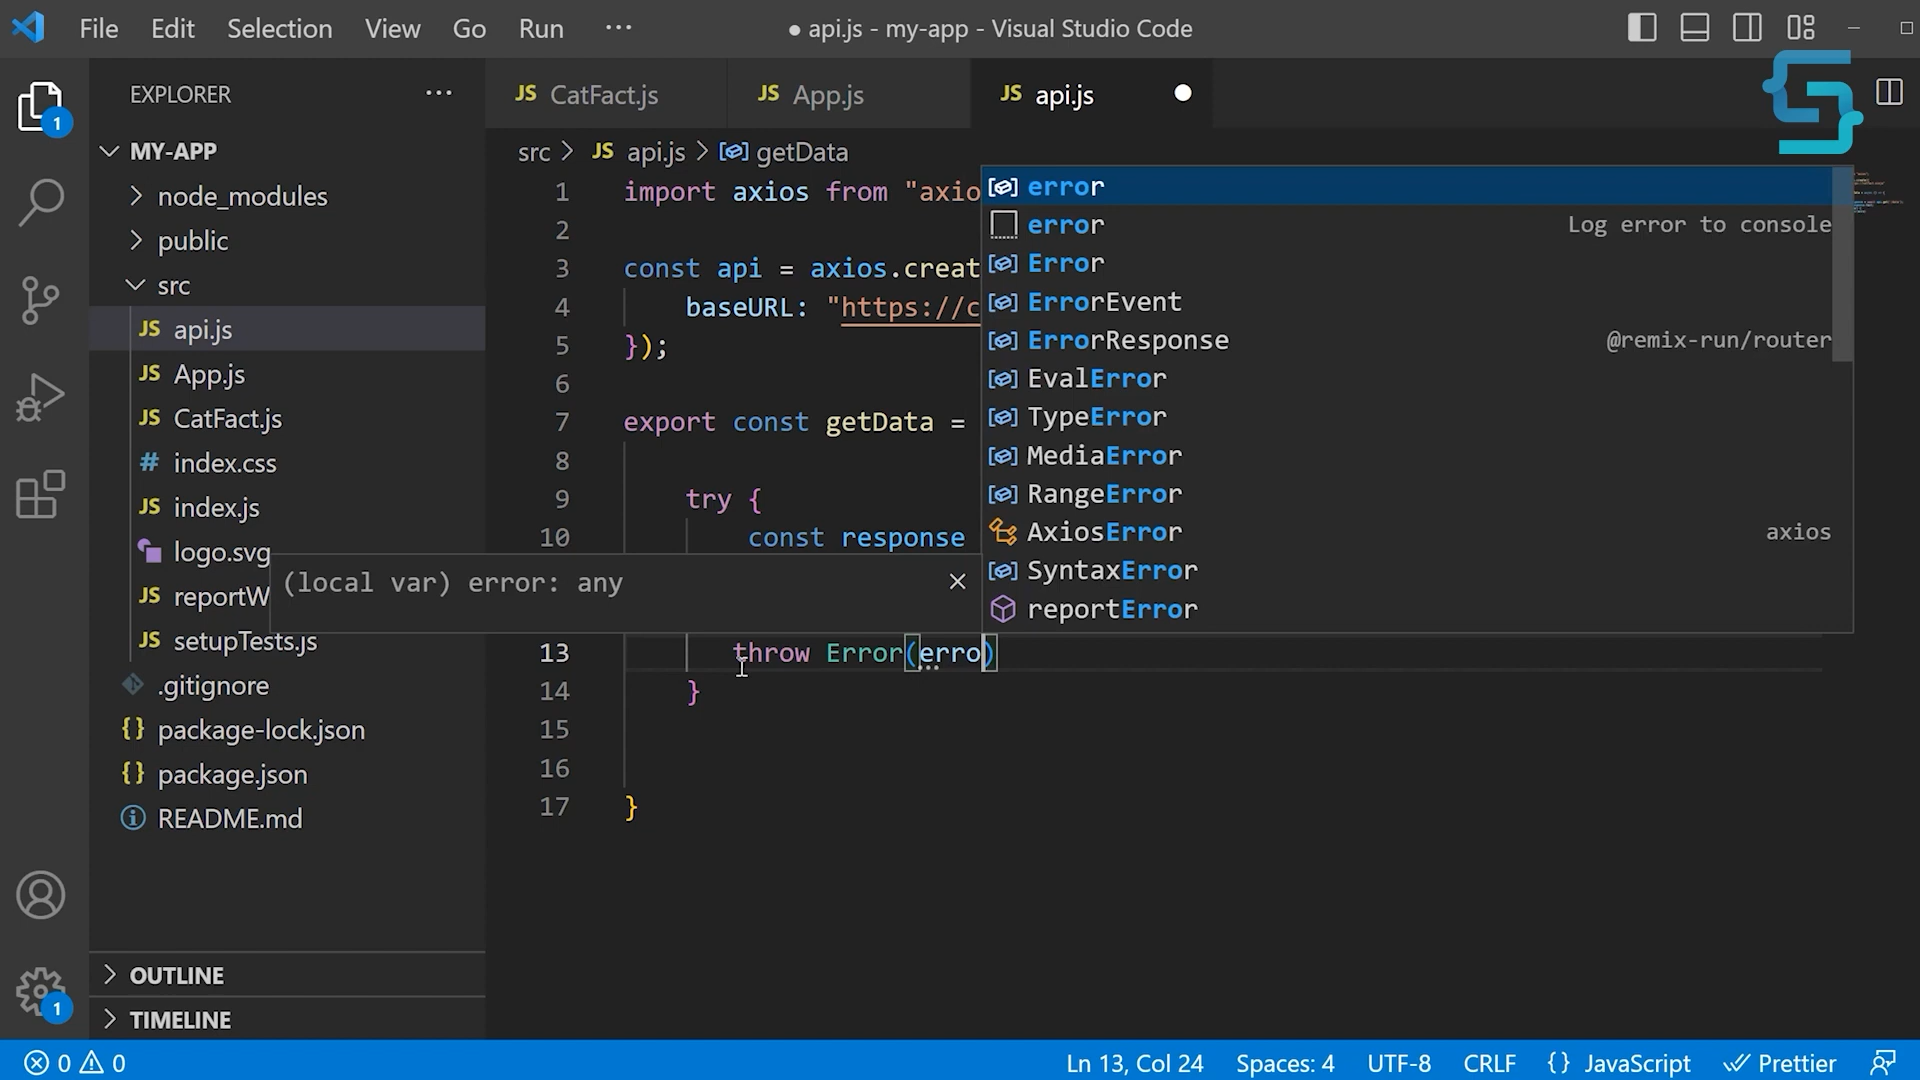 File Edit Selection View Go Run ···
● api.js - my-app - Visual Studio Code
EXPLORER ···
1
MY-APP
node_modules
public
src
JS api.js
JS App.js
JS CatFact.js
# index.css
JS index.js
logo.svg
JS reportW
JS setupTests.js
.gitignore
{} package-lock.json
{} package.json
README.md
OUTLINE
TIMELINE
1
JS CatFact.js
JS App.js
JS api.js
src > JS api.js > getData
1 import axios from "axio
2
3 const api = axios.creat
4 baseURL: "https://c
5 });
6
7 export const getData =
8
9 try {
10 const response
13 throw Error(erro)
14 }
15
16
17 }
(local var) error: any
error
error Log error to console
Error
ErrorEvent
ErrorResponse @remix-run/router
EvalError
TypeError
MediaError
RangeError
AxiosError axios
SyntaxError
reportError
0 0
Ln 13, Col 24 Spaces: 4 UTF-8 CRLF {} JavaScript Prettier